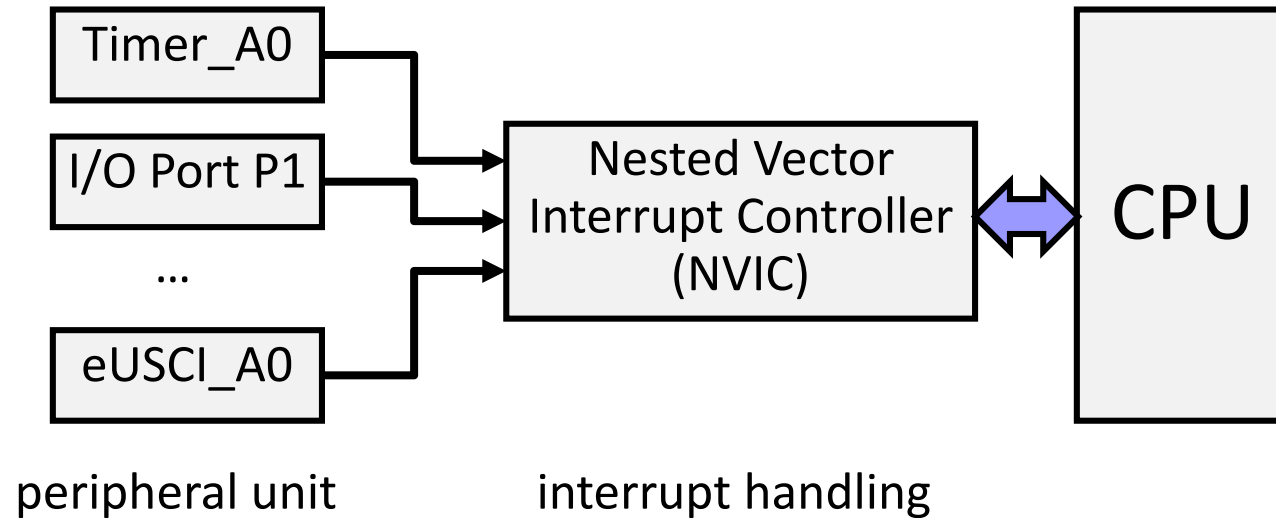 Timer_A0
I/O Port P1
...
eUSCI_A0
Nested Vector
Interrupt Controller
(NVIC)
CPU
peripheral unit
interrupt handling